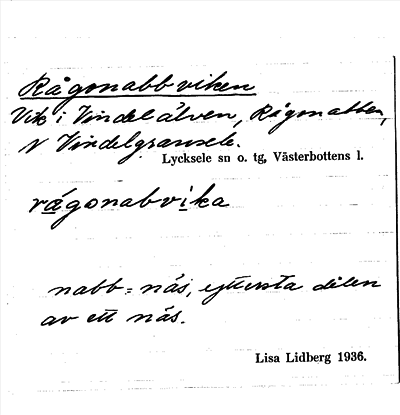 Rågonabbviken
Vik i Vindelälven, Rågonabben,
N Vindelgransele.
Lycksele sn o. tg, Västerbottens l.
rågonabvika
nabb = näs, yttersta delen
av ett näs.
Lisa Lidberg 1936.